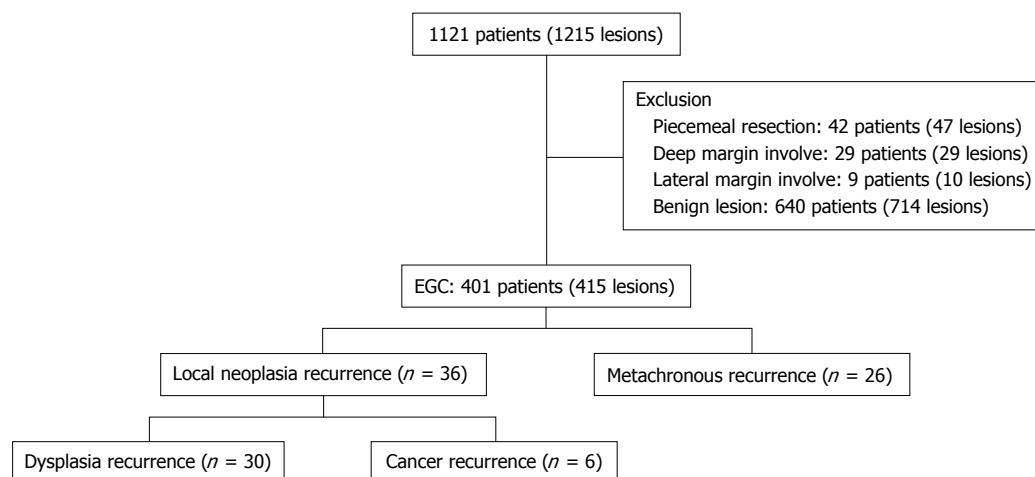 1121 patients (1215 lesions)
Exclusion
Piecemeal resection: 42 patients (47 lesions)
Deep margin involve: 29 patients (29 lesions)
Lateral margin involve: 9 patients (10 lesions)
Benign lesion: 640 patients (714 lesions)
EGC: 401 patients (415 lesions)
Local neoplasia recurrence (n = 36)
Metachronous recurrence (n = 26)
Dysplasia recurrence (n = 30)
Cancer recurrence (n = 6)